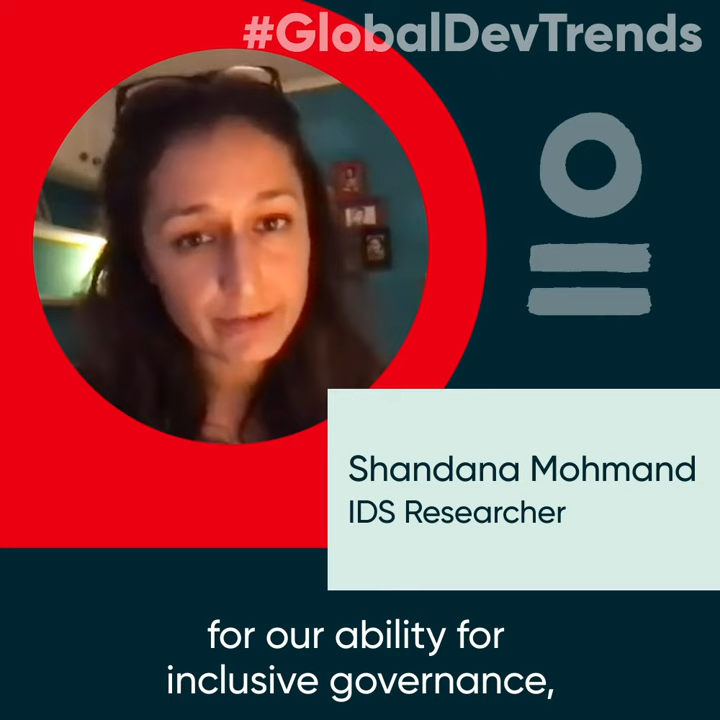 #GlobalDevTrends
Shandana Mohmand
IDS Researcher
for our ability for
inclusive governance,